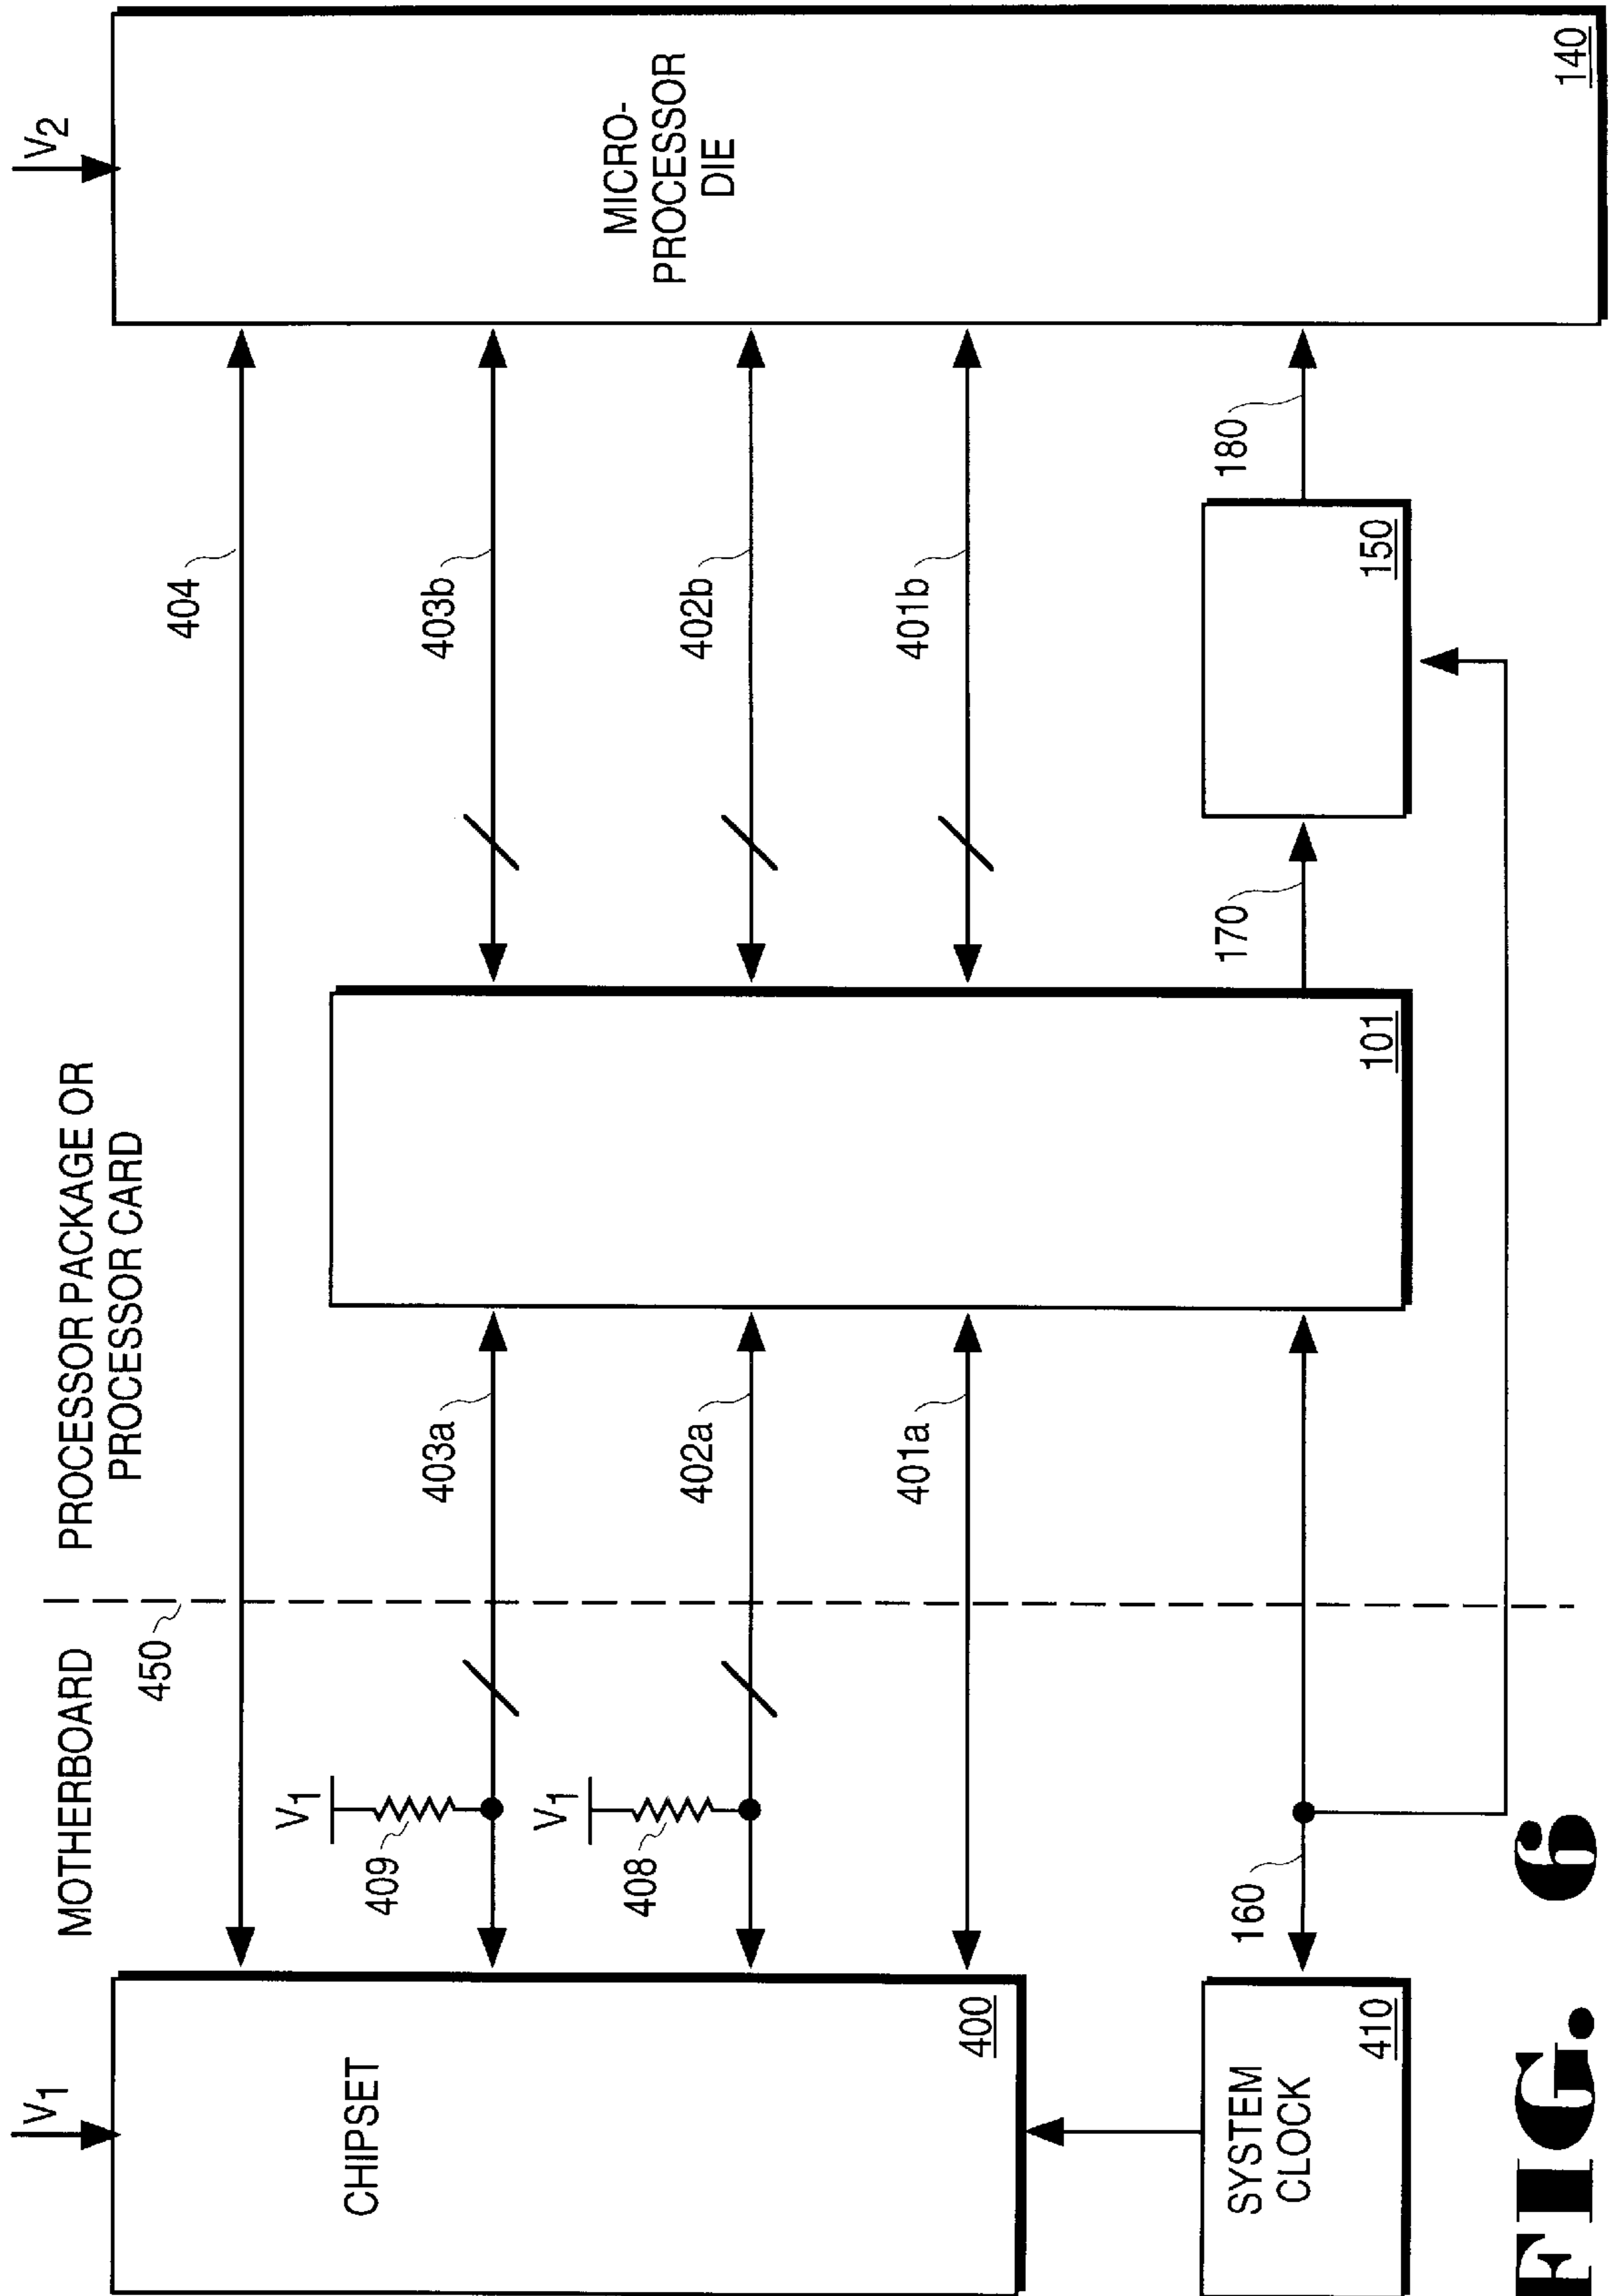 MOTHERBOARD
PROCESSOR PACKAGE OR
PROCESSOR CARD
450
V1
V2
CHIPSET
400
MICRO-
PROCESSOR
DIE
140
404
V1
409
403a
403b
V1
408
402a
402b
401a
401b
101
SYSTEM
CLOCK
410
160
170
150
180
FIG. 6